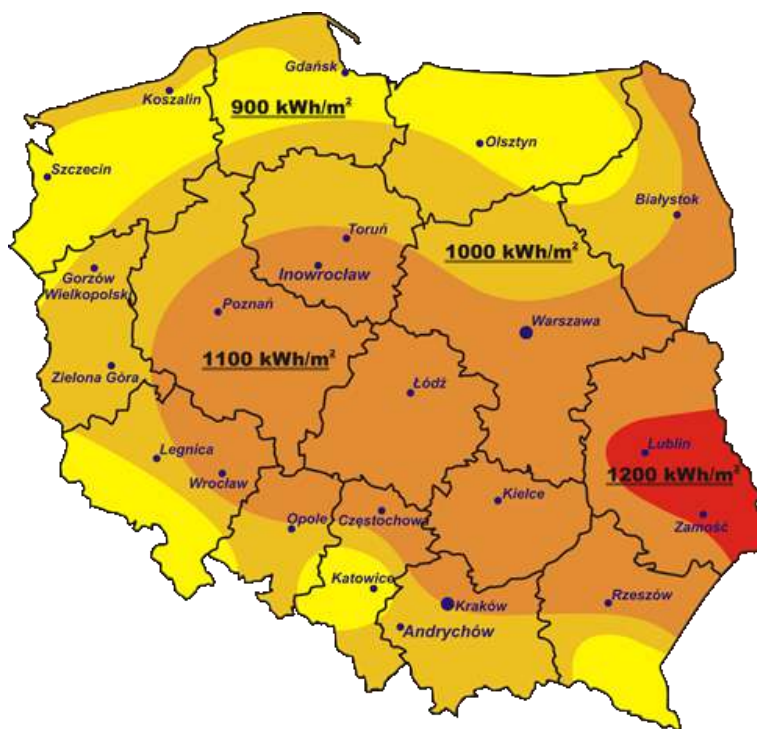 Gdańsk
Koszalin
900 kWh/m²
Olsztyn
Szczecin
Białystok
Toruń
1000 kWh/m²
Gorzów
Wielkopolski
Inowrocław
Poznań
Warszawa
1100 kWh/m²
Zielona Góra
Łódź
Legnica
Lublin
Wrocław
1200 kWh/m²
Kielce
Opole
Częstochowa
Zamość
Katowice
Kraków
Rzeszów
Andrychów